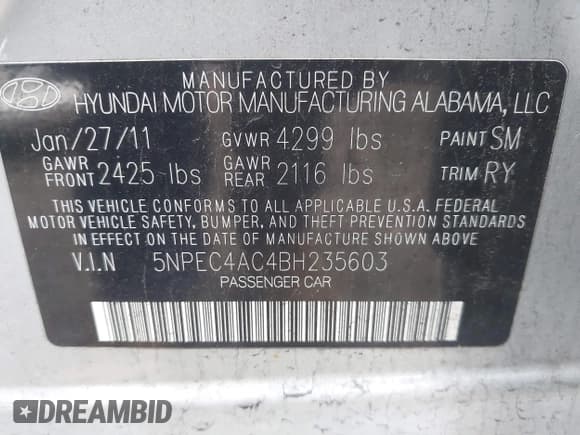 MANUFACTURED BY
HYUNDAI MOTOR MANUFACTURING ALABAMA, LLC
Jan/27/11 GVWR 4299 lbs PAINT SM
GAWR FRONT 2425 lbs GAWR REAR 2116 lbs TRIM RY
THIS VEHICLE CONFORMS TO ALL APPLICABLE U.S.A. FEDERAL
MOTOR VEHICLE SAFETY, BUMPER, AND THEFT PREVENTION STANDARDS
IN EFFECT ON THE DATE OF MANUFACTURE SHOWN ABOVE
V.I.N 5NPEC4AC4BH235603
PASSENGER CAR
DREAMBID